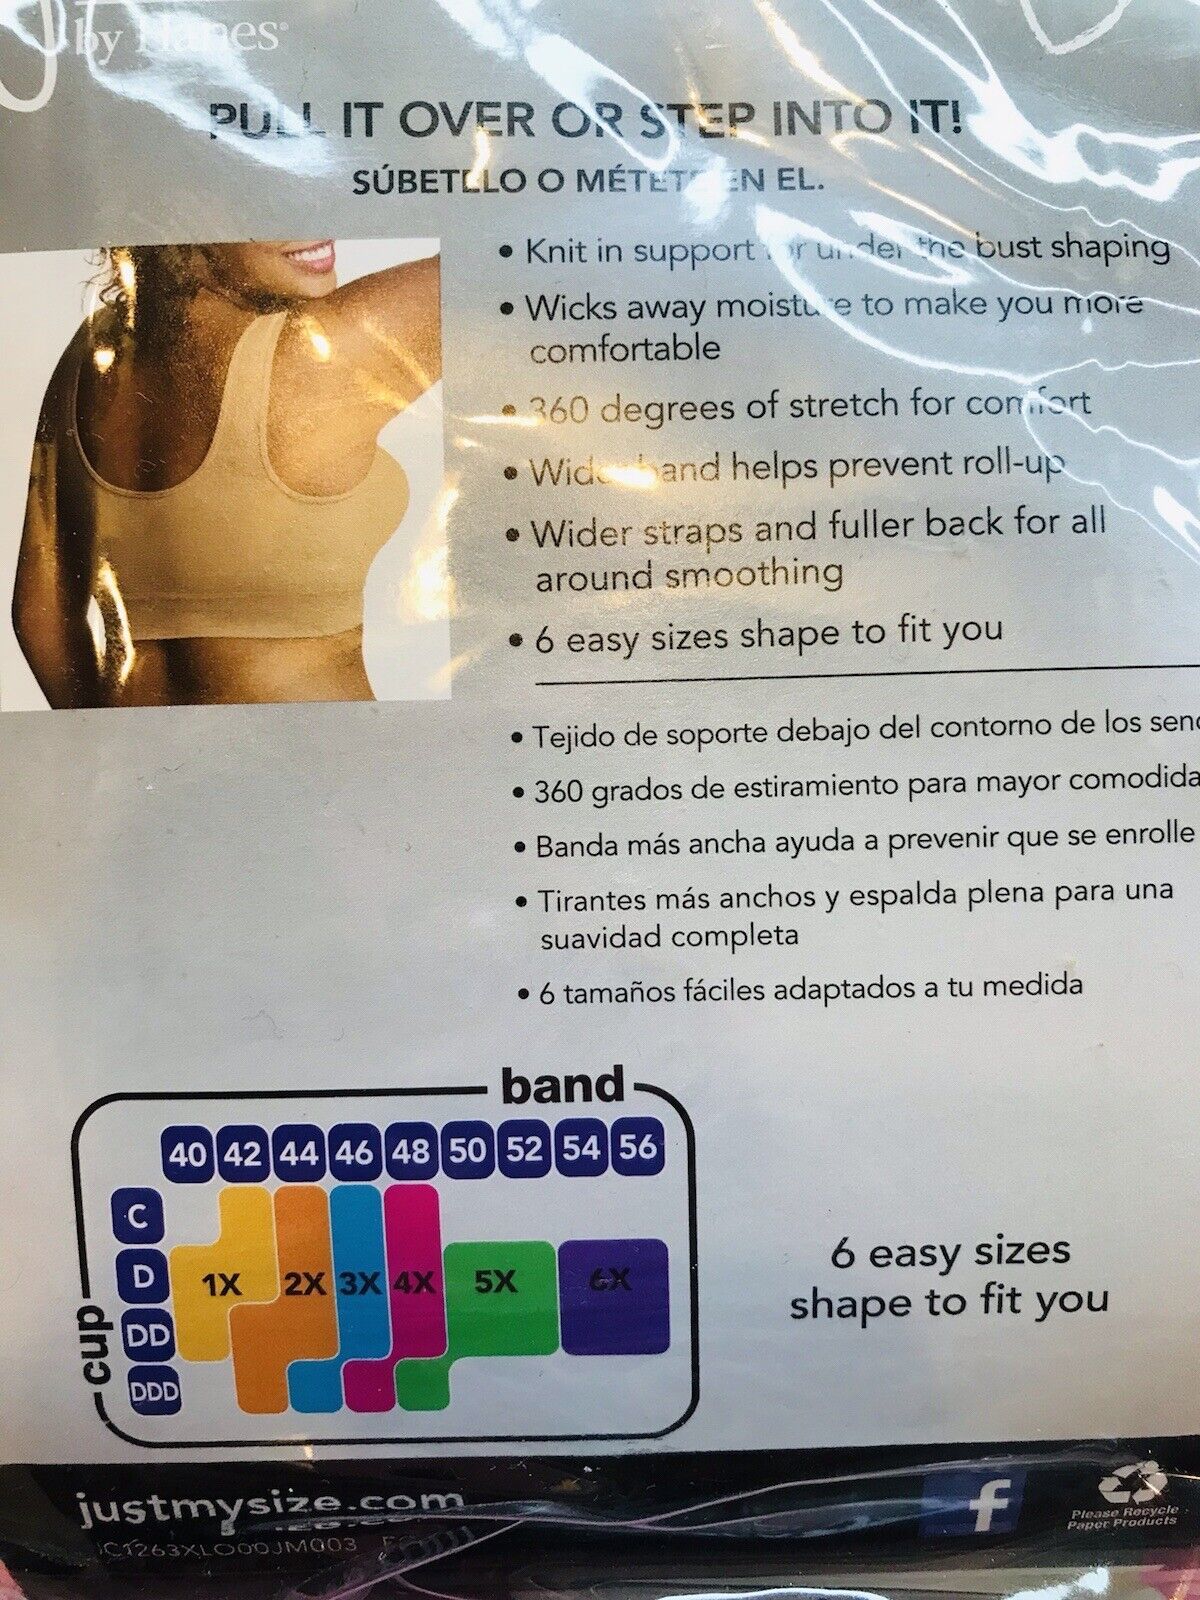 by Hanes®
PULL IT OVER OR STEP INTO IT!
SÚBETELO O MÉTETE EN EL.
• Knit in support for under the bust shaping
• Wicks away moisture to make you more
comfortable
• 360 degrees of stretch for comfort
• Wider band helps prevent roll-up
• Wider straps and fuller back for all
around smoothing
• 6 easy sizes shape to fit you
• Tejido de soporte debajo del contorno de los seno
• 360 grados de estiramiento para mayor comodida
• Banda más ancha ayuda a prevenir que se enrolle
• Tirantes más anchos y espalda plena para una
suavidad completa
• 6 tamaños fáciles adaptados a tu medida
band
40 42 44 46 48 50 52 54 56
cup
C
D
DD
DDD
1X 2X 3X 4X 5X 6X
6 easy sizes
shape to fit you
justmysize.com
C1263XLO00JM003
f
Please Recycle
Paper Products